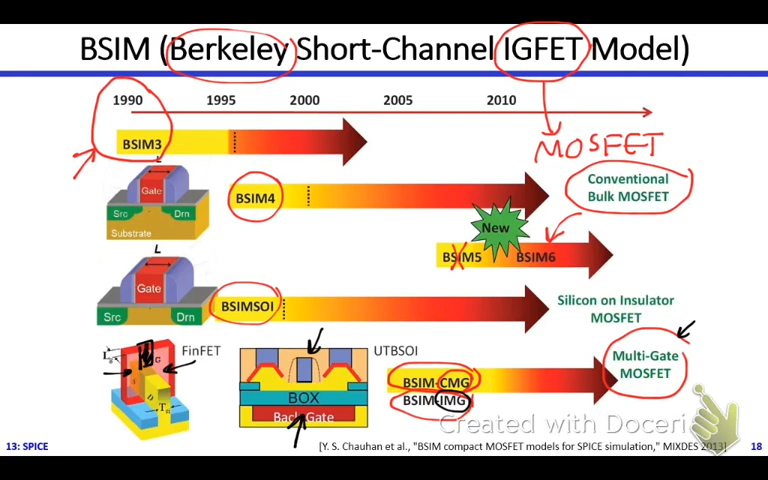 BSIM (Berkeley Short-Channel IGFET Model)
1990 1995 2000 2005 2010
BSIM3
MOSFET
L
Gate
Src Drn
Substrate
BSIM4
Conventional
Bulk MOSFET
New
BSIM5 BSIM6
L
Gate
Src Drn
BSIMSOI
Silicon on Insulator
MOSFET
FinFET
G
D
UTBSOI
BOX
Back Gate
BSIM-CMG
BSIM-IMG
Multi-Gate
MOSFET
Created with Doceri
13: SPICE
[Y. S. Chauhan et al., "BSIM compact MOSFET models for SPICE simulation," MIXDES 2013]
18